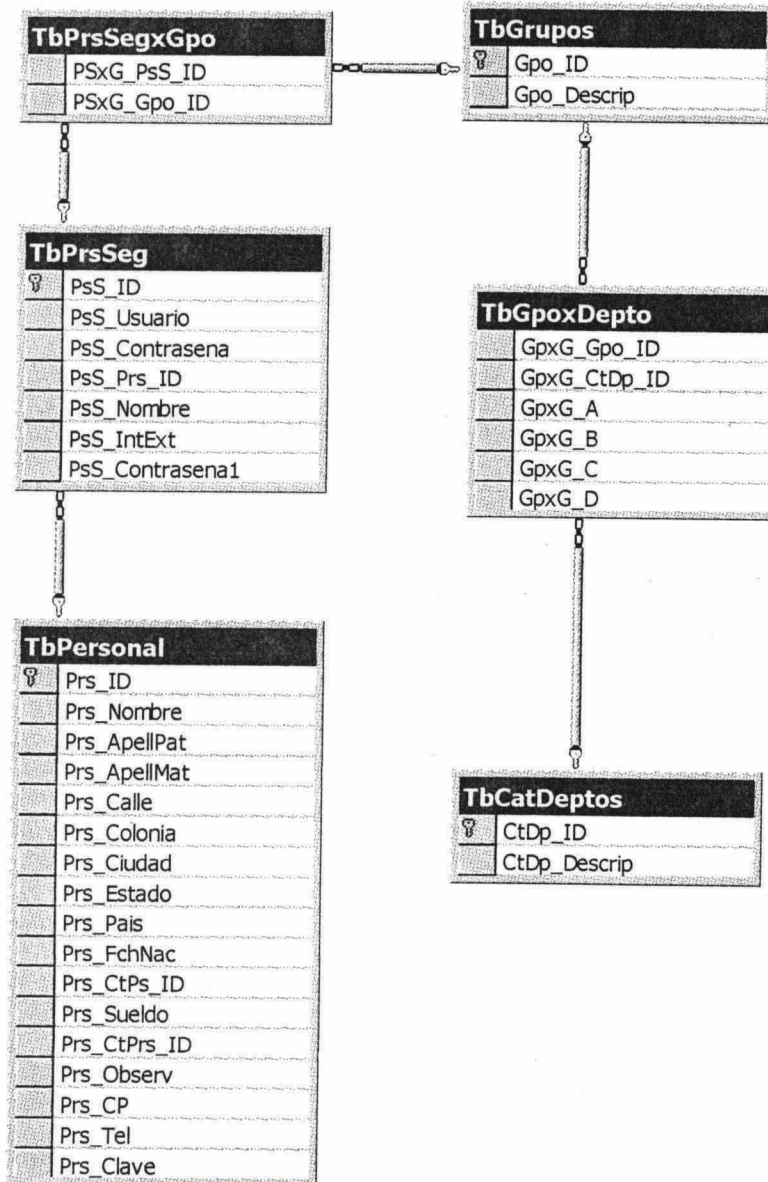 TbPrsSegxGpo
PSxG_PsS_ID
PSxG_Gpo_ID
TbGrupos
Gpo_ID
Gpo_Descrip
TbPrsSeg
PsS_ID
PsS_Usuario
PsS_Contrasena
PsS_Prs_ID
PsS_Nombre
PsS_IntExt
PsS_Contrasena1
TbGpoxDepto
GpxG_Gpo_ID
GpxG_CtDp_ID
GpxG_A
GpxG_B
GpxG_C
GpxG_D
TbPersonal
Prs_ID
Prs_Nombre
Prs_ApellPat
Prs_ApellMat
Prs_Calle
Prs_Colonia
Prs_Ciudad
Prs_Estado
Prs_Pais
Prs_FchNac
Prs_CtPs_ID
Prs_Sueldo
Prs_CtPrs_ID
Prs_Observ
Prs_CP
Prs_Tel
Prs_Clave
TbCatDeptos
CtDp_ID
CtDp_Descrip